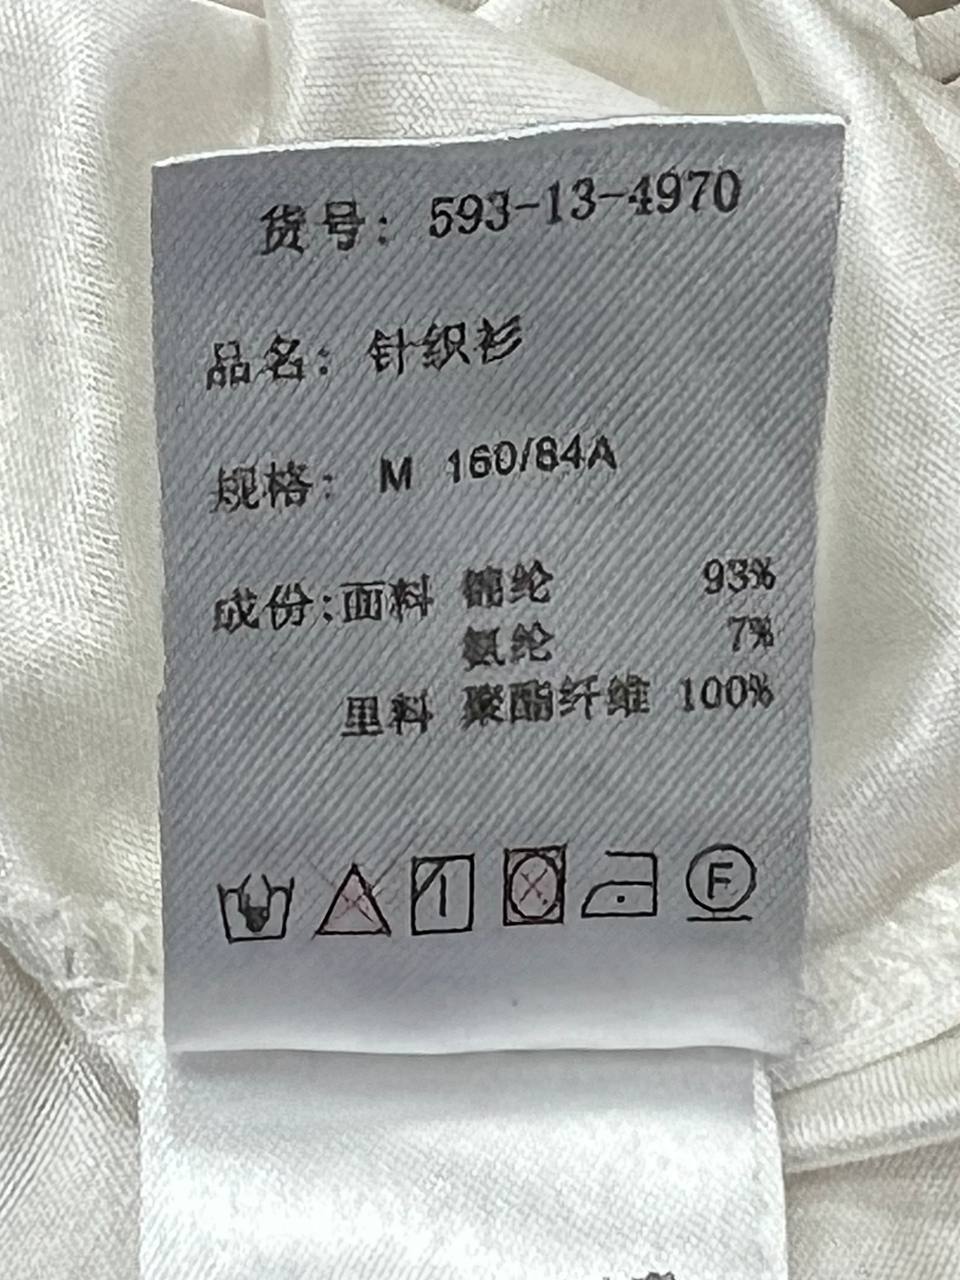 货号: 593-13-4970
品名: 针织衫
规格: M 160/84A
成份:面料 锦纶 93%
氨纶 7%
里料 聚酯纤维 100%
F